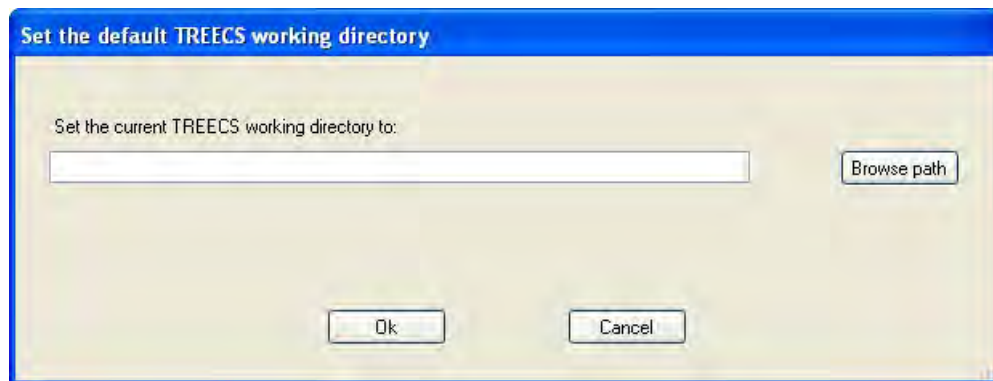 Set the default TREECS working directory
Set the current TREECS working directory to:
Browse path
Ok
Cancel